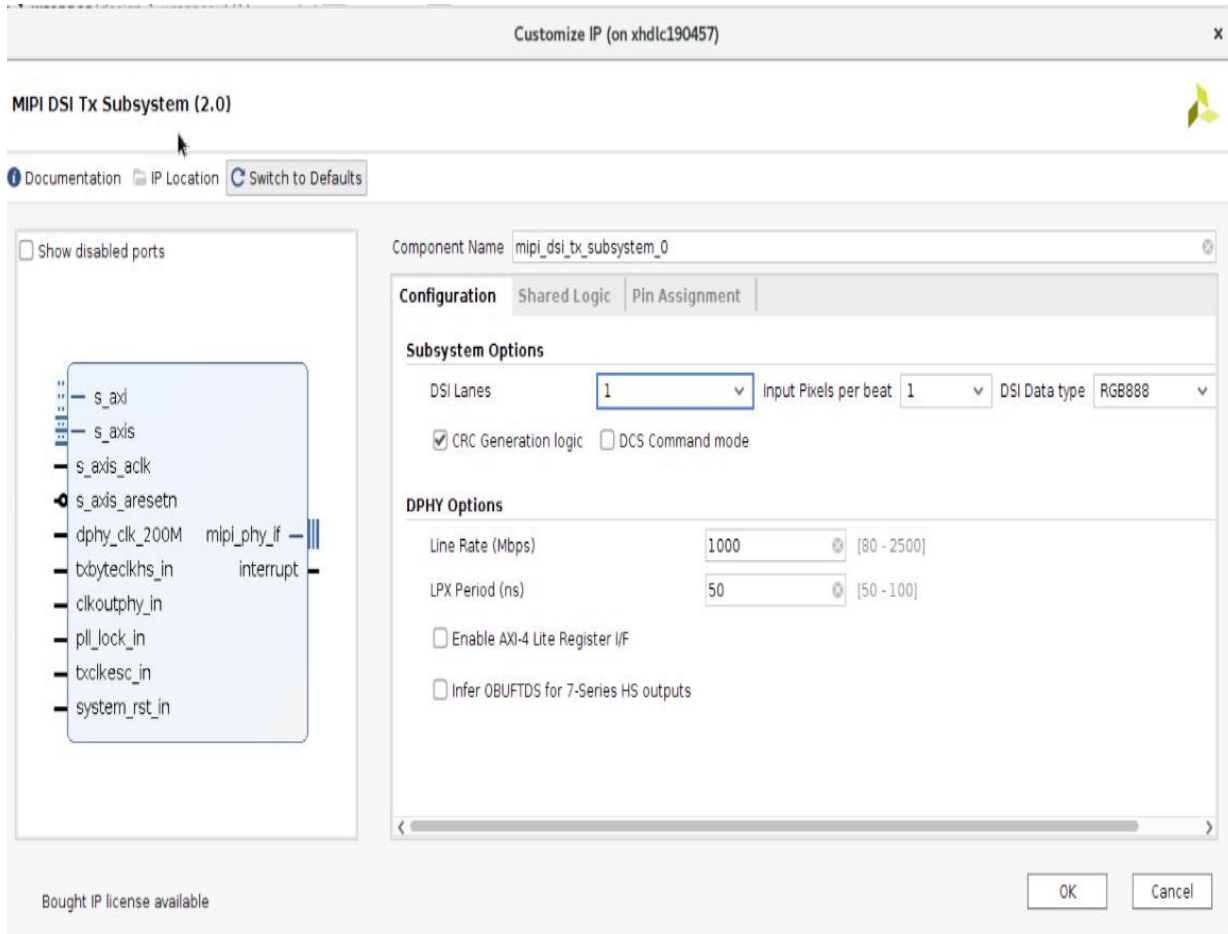 Customize IP (on xhdlc190457)
x
MIPI DSI Tx Subsystem (2.0)
Documentation IP Location Switch to Defaults
Show disabled ports
s_axi
s_axis
s_axis_aclk
s_axis_aresetn
dphy_clk_200M mipi_phy_if
txbyteclkhs_in interrupt
clkoutphy_in
pll_lock_in
txclkesc_in
system_rst_in
Component Name mipi_dsi_tx_subsystem_0
Configuration Shared Logic Pin Assignment
Subsystem Options
DSI Lanes 1 Input Pixels per beat 1 DSI Data type RGB888
CRC Generation logic DCS Command mode
DPHY Options
Line Rate (Mbps) 1000 [80 - 2500]
LPX Period (ns) 50 [50 - 100]
Enable AXI-4 Lite Register I/F
Infer OBUFTDS for 7-Series HS outputs
Bought IP license available
OK Cancel